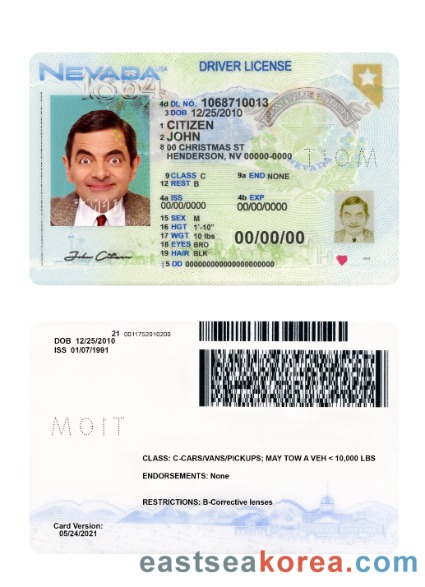 NEVADA USA
DRIVER LICENSE
1864
4d DL NO. 1068710013
3 DOB 12/25/2010
1 CITIZEN
2 JOHN
8 00 CHRISTMAS ST
HENDERSON, NV 00000-0000
9 CLASS C 9a END NONE
12 REST B
4a ISS 4b EXP
00/00/0000 00/00/0000
15 SEX M
16 HGT 1'-10"
17 WGT 10 lbs
18 EYES BRO
19 HAIR BLK
00/00/00
5 DD 00000000000000000000
John Citizen
21 0011752010200
DOB 12/25/2010
ISS 01/07/1991
CLASS: C-CARS/VANS/PICKUPS; MAY TOW A VEH < 10,000 LBS
ENDORSEMENTS: None
RESTRICTIONS: B-Corrective lenses
Card Version:
05/24/2021
eastseakorea.com